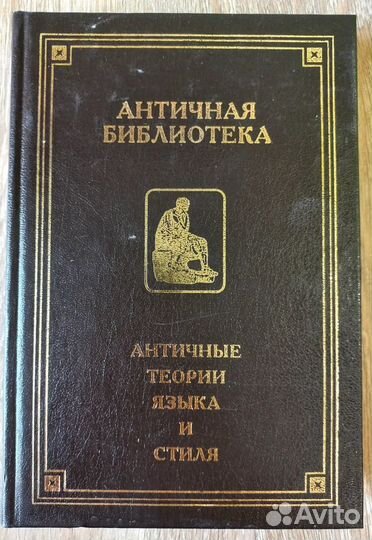 АНТИЧНАЯ
БИБЛИОТЕКА
АНТИЧНЫЕ
ТЕОРИИ
ЯЗЫКА
И
СТИЛЯ
Avito